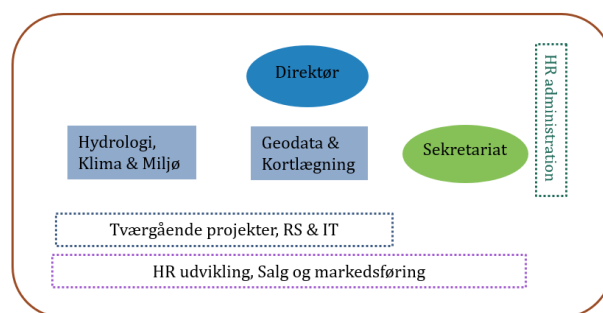 Direktør
Hydrologi,
Klima & Miljø
Geodata &
Kortlægning
Sekretariat
HR administration
Tværgående projekter, RS & IT
HR udvikling, Salg og markedsføring